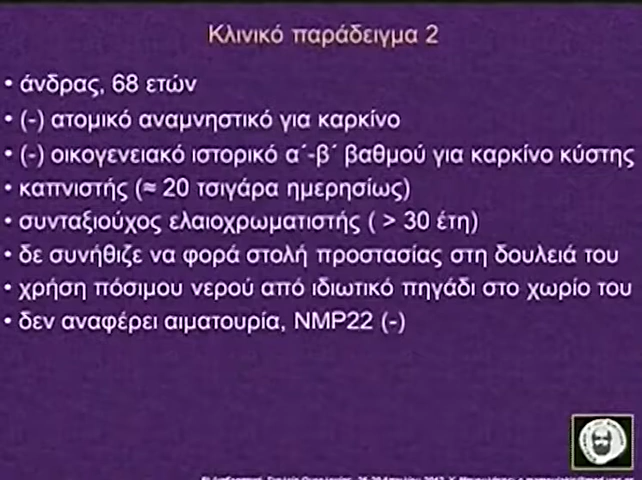 Κλινικό παράδειγμα 2
• άνδρας, 68 ετών
• (-) ατομικό αναμνηστικό για καρκίνο
• (-) οικογενειακό ιστορικό α΄-β΄ βαθμού για καρκίνο κύστης
• καπνιστής (≈ 20 τσιγάρα ημερησίως)
• συνταξιούχος ελαιοχρωματιστής ( > 30 έτη)
• δε συνήθιζε να φορά στολή προστασίας στη δουλειά του
• χρήση πόσιμου νερού από ιδιωτικό πηγάδι στο χωρίο του
• δεν αναφέρει αιματουρία, NMP22 (-)